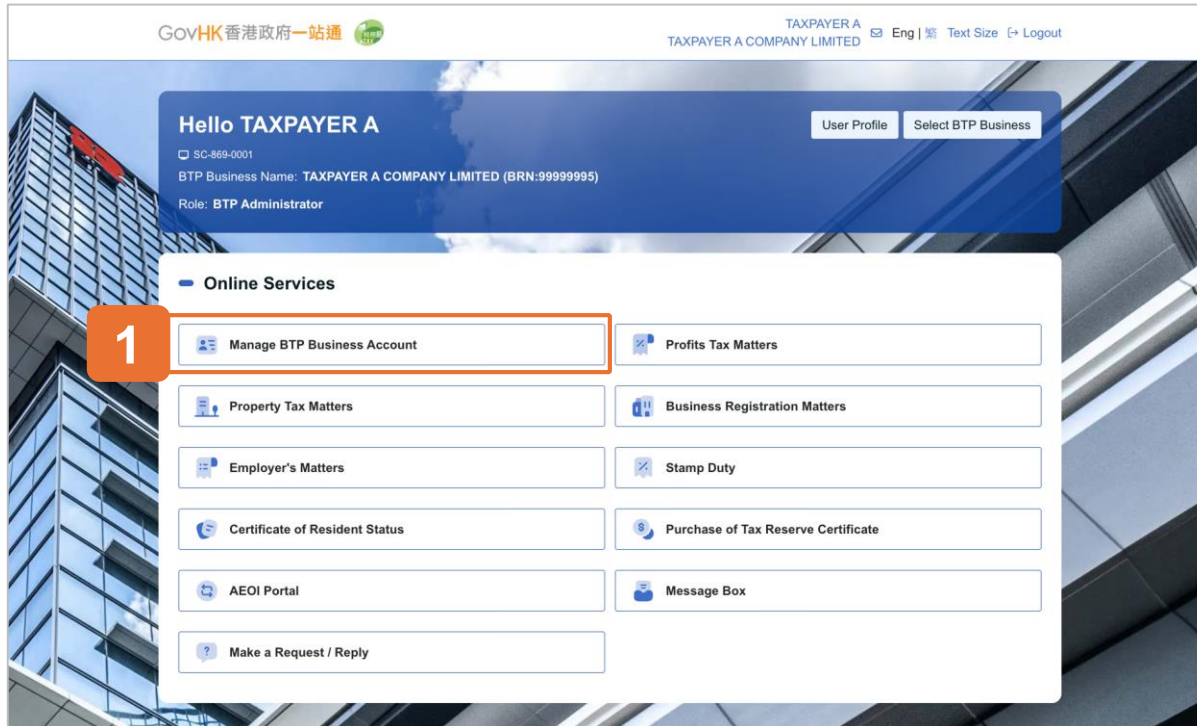 GovHK香港政府一站通
TAXPAYER A
TAXPAYER A COMPANY LIMITED
Eng | 繁 Text Size Logout
Hello TAXPAYER A
User Profile
Select BTP Business
SC-869-0001
BTP Business Name: TAXPAYER A COMPANY LIMITED (BRN:99999995)
Role: BTP Administrator
Online Services
1
Manage BTP Business Account
Profits Tax Matters
Property Tax Matters
Business Registration Matters
Employer's Matters
Stamp Duty
Certificate of Resident Status
Purchase of Tax Reserve Certificate
AEOI Portal
Message Box
Make a Request / Reply